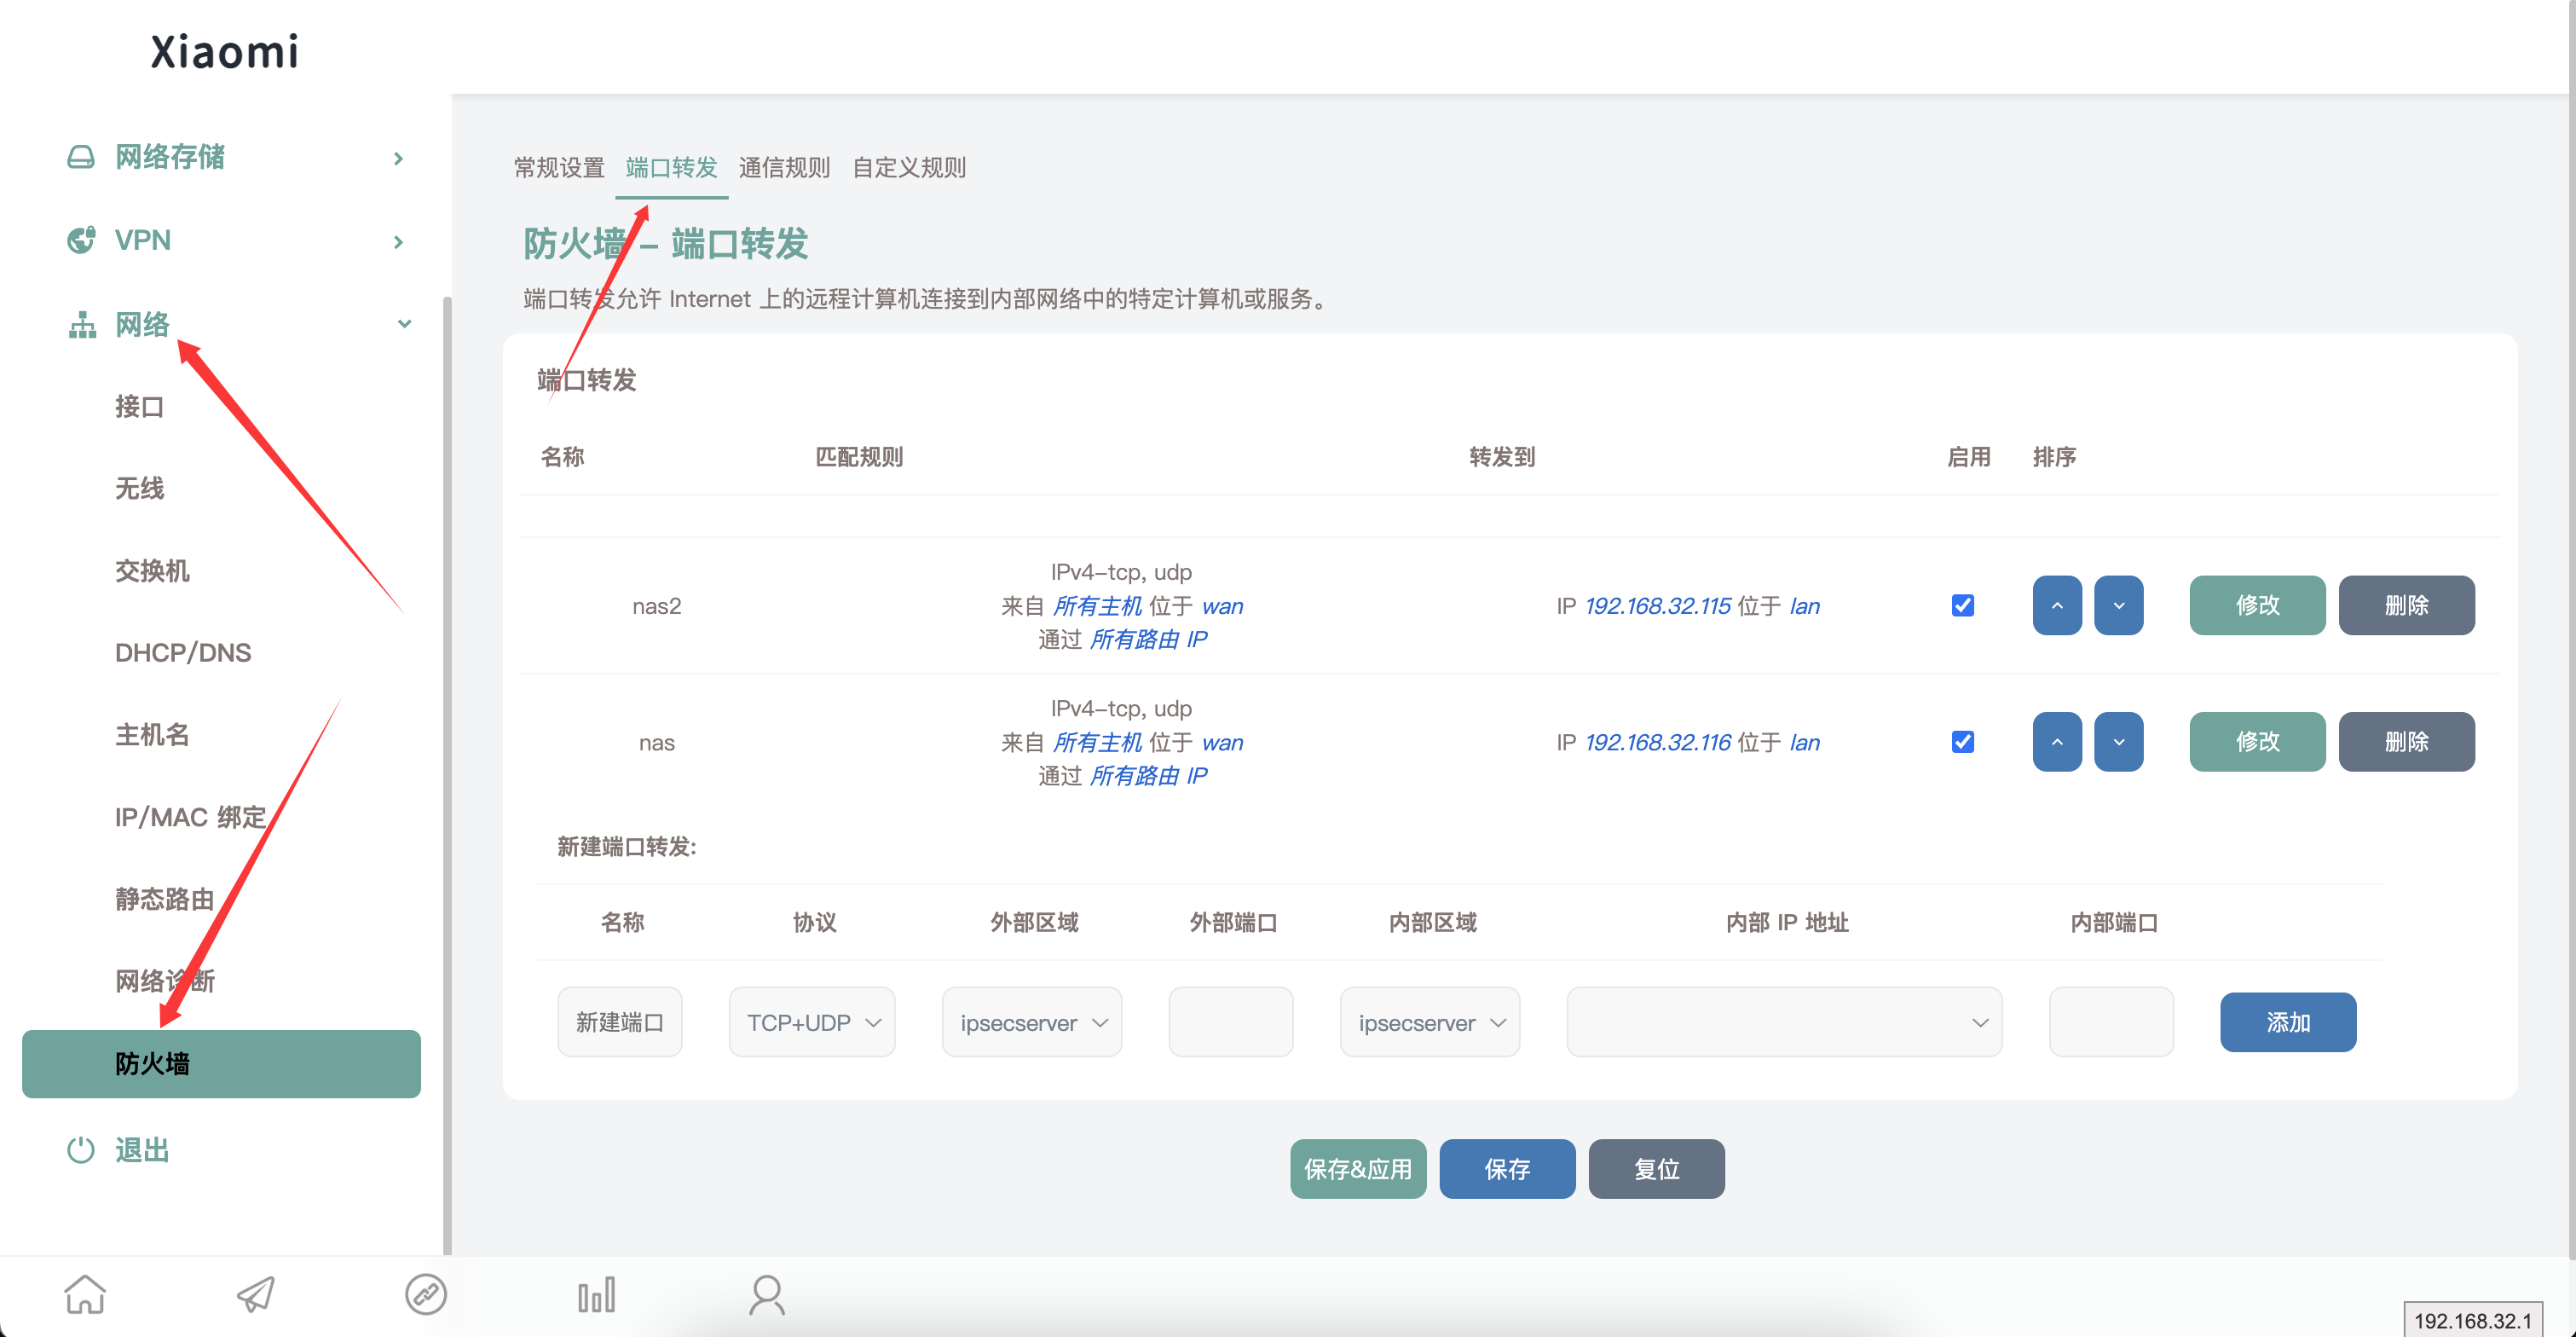 Xiaomi
网络存储
VPN
网络
接口
无线
交换机
DHCP/DNS
主机名
IP/MAC 绑定
静态路由
网络诊断
防火墙
退出
常规设置 端口转发 通信规则 自定义规则
防火墙 – 端口转发
端口转发允许 Internet 上的远程计算机连接到内部网络中的特定计算机或服务。
端口转发
名称 匹配规则 转发到 启用 排序
IPv4-tcp, udp
nas2 来自 所有主机 位于 wan IP 192.168.32.115 位于 lan 修改 删除
通过 所有路由 IP
IPv4-tcp, udp
nas 来自 所有主机 位于 wan IP 192.168.32.116 位于 lan 修改 删除
通过 所有路由 IP
新建端口转发:
名称 协议 外部区域 外部端口 内部区域 内部 IP 地址 内部端口
新建端口 TCP+UDP ipsecserver ipsecserver 添加
保存&应用 保存 复位
192.168.32.1